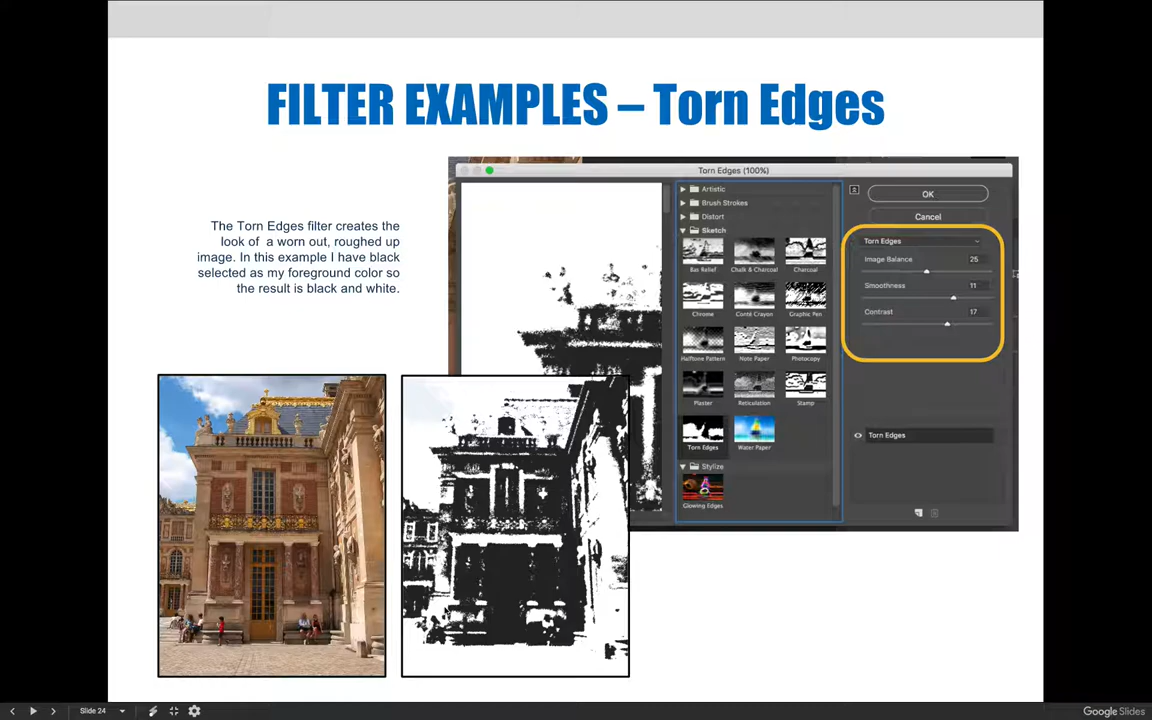 FILTER EXAMPLES – Torn Edges
The Torn Edges filter creates the
look of  a worn out, roughed up
image. In this example I have black
selected as my foreground color so
the result is black and white.
Torn Edges (100%)
Artistic
Brush Strokes
Distort
Sketch
Bas Relief
Chalk & Charcoal
Charcoal
Chrome
Conté Crayon
Graphic Pen
Halftone Pattern
Note Paper
Photocopy
Plaster
Reticulation
Stamp
Torn Edges
Water Paper
Stylize
Glowing Edges
OK
Cancel
Torn Edges
Image Balance 25
Smoothness 11
Contrast 17
Torn Edges
Slide 24
Google Slides